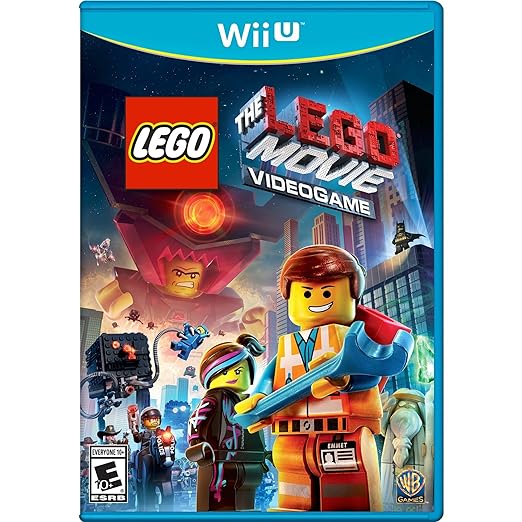 Wii U
LEGO
THE
LEGO
MOVIE
VIDEOGAME
EMMET
EVERYONE 10+
E
10+
ESRB
WB
GAMES